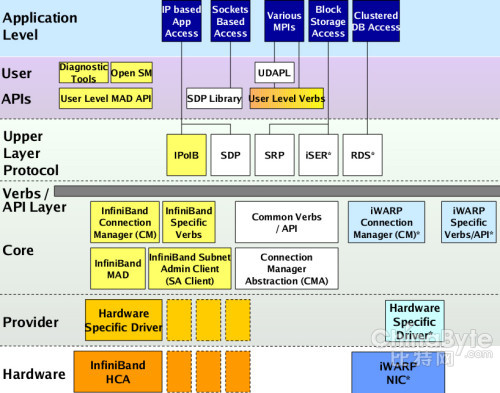 Application
Level
IP based
App
Access
Sockets
Based
Access
Various
MPIs
Block
Storage
Access
Clustered
DB Access
User
APIs
Diagnostic
Tools
Open SM
UDAPL
User Level MAD API
SDP Library
User Level Verbs
Upper
Layer
Protocol
IPoIB
SDP
SRP
iSER*
RDS*
Verbs /
API Layer
InfiniBand
Connection
Manager (CM)
InfiniBand
Specific
Verbs
Common Verbs
/ API
iWARP
Connection
Manager (CM)*
iWARP
Specific
Verbs/API*
Core
InfiniBand
MAD
InfiniBand Subnet
Admin Client
(SA Client)
Connection
Manager
Abstraction (CMA)
Provider
Hardware
Specific Driver
Hardware
Specific
Driver*
ChinaByte
比特网
Hardware
InfiniBand
HCA
iWARP
NIC*